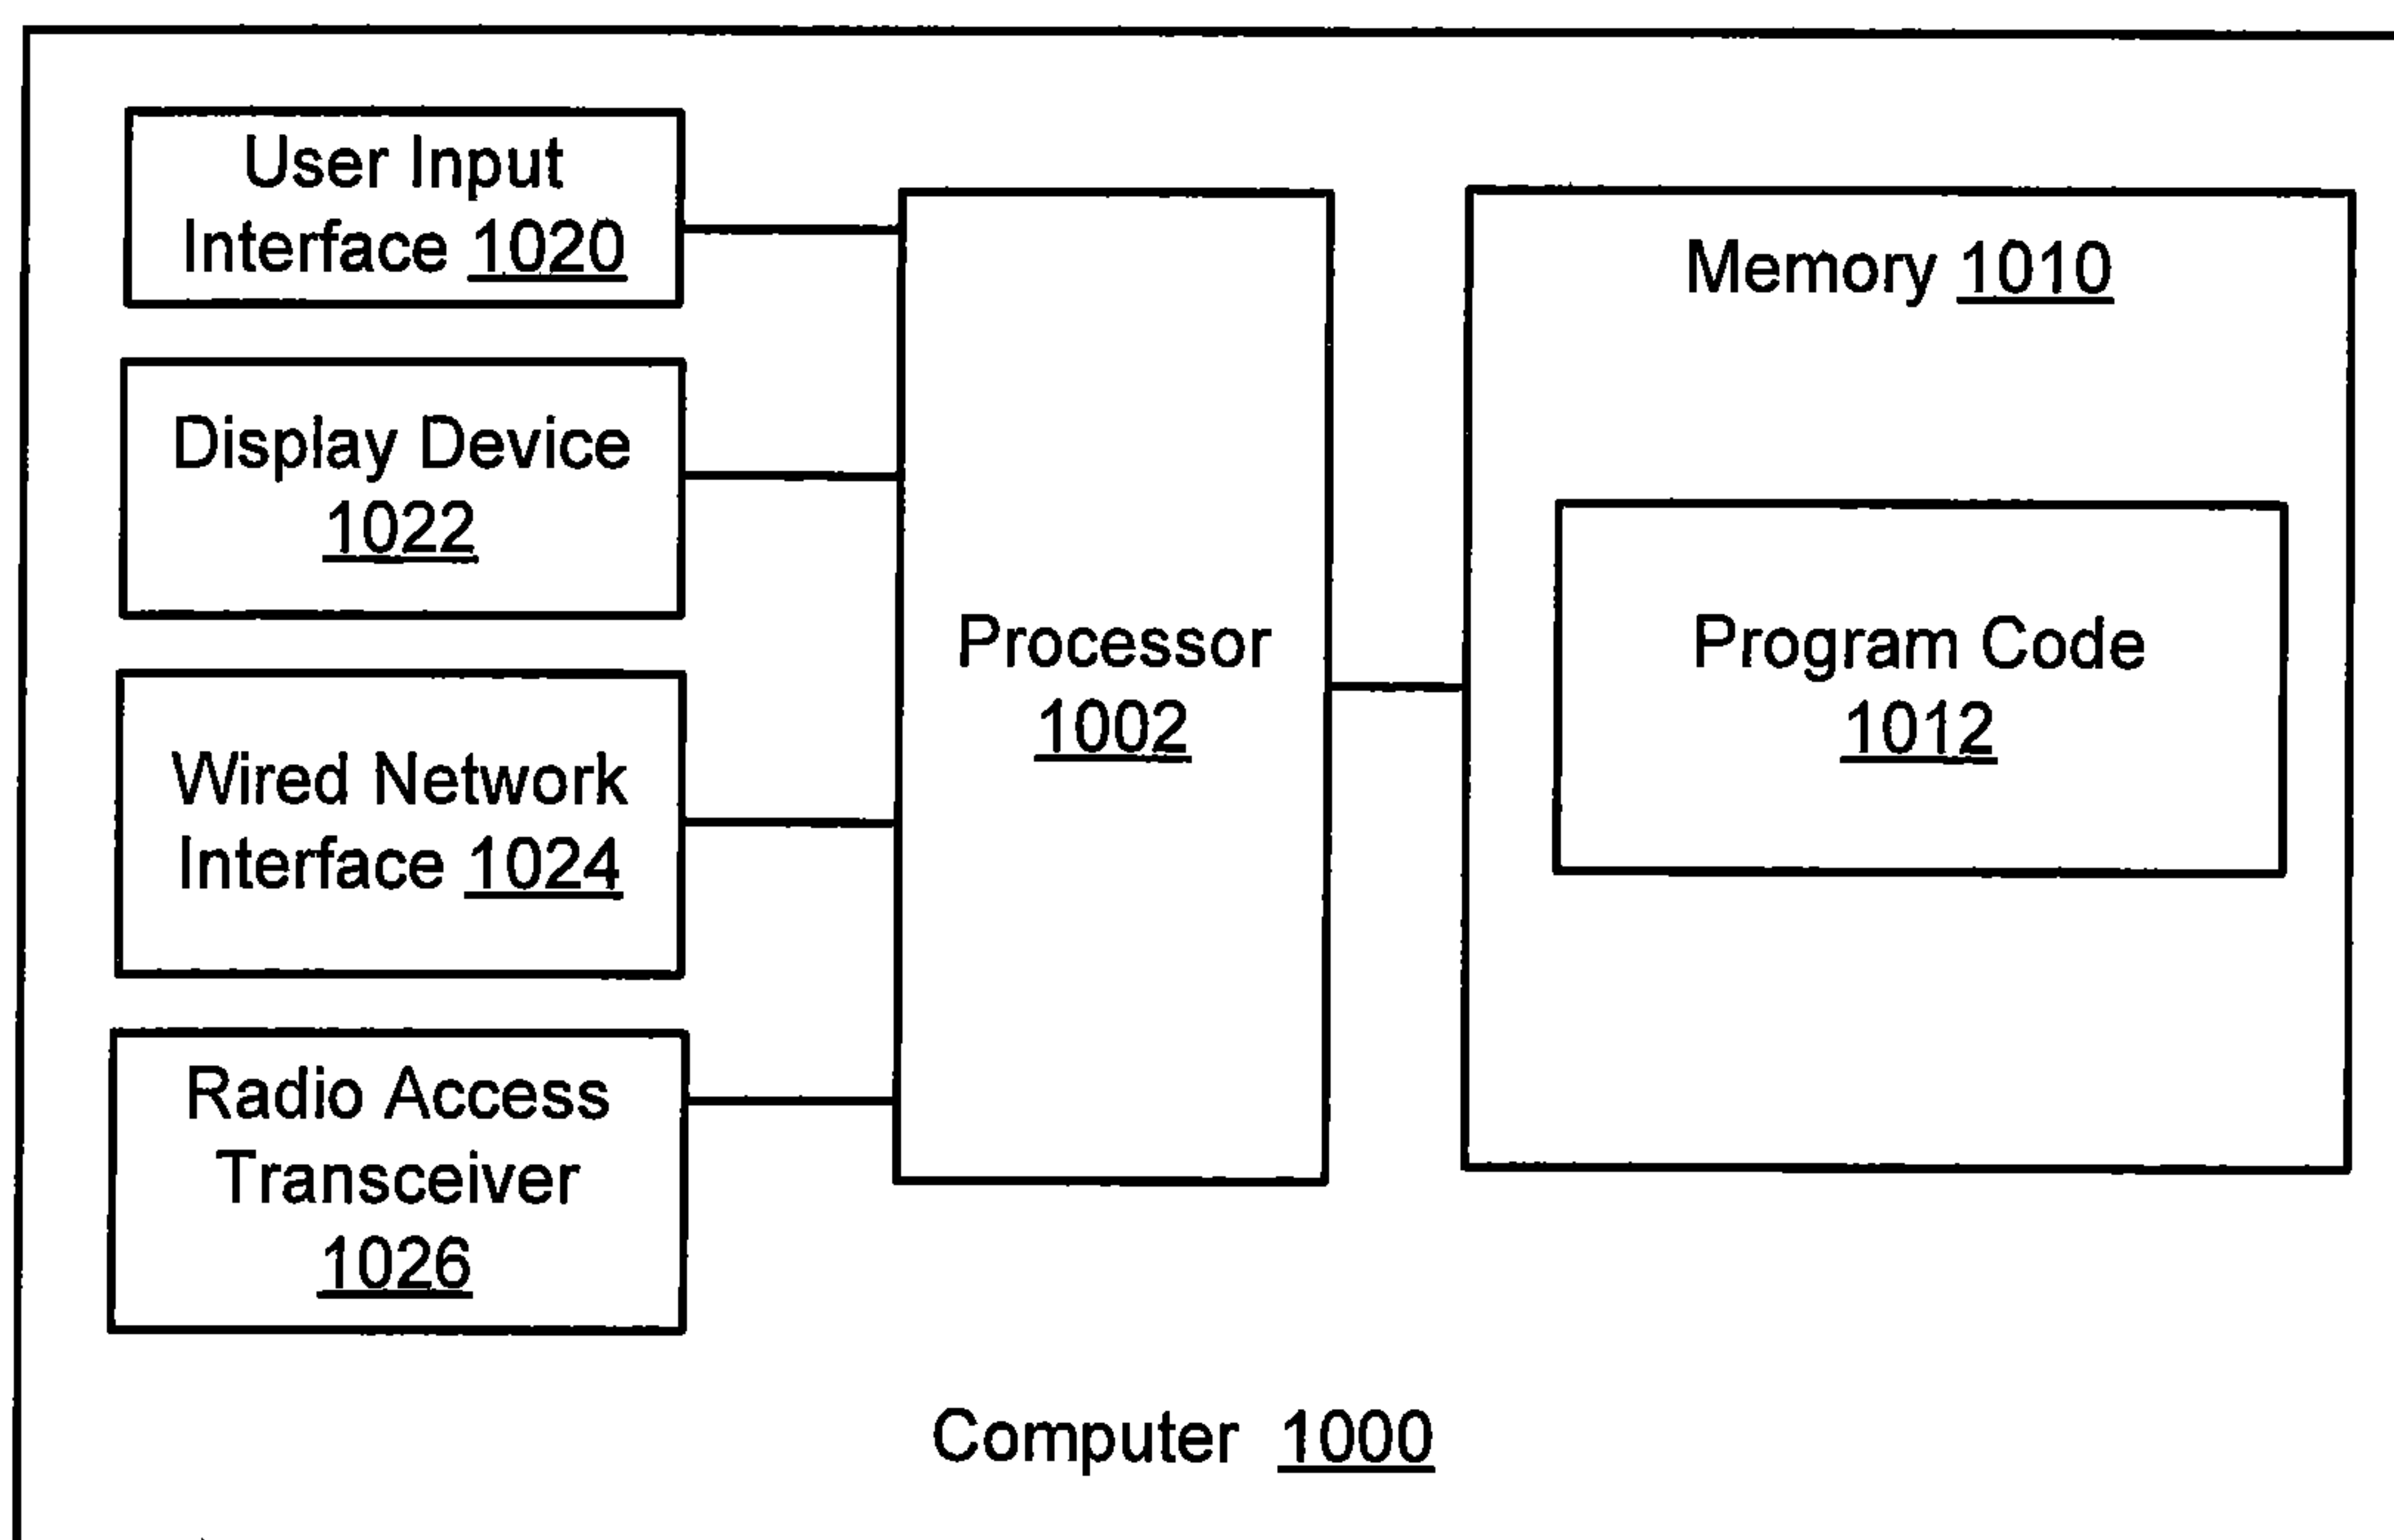 User Input
Interface 1020
Display Device
1022
Wired Network
Interface 1024
Radio Access
Transceiver
1026
Processor
1002
Memory 1010
Program Code
1012
Computer 1000